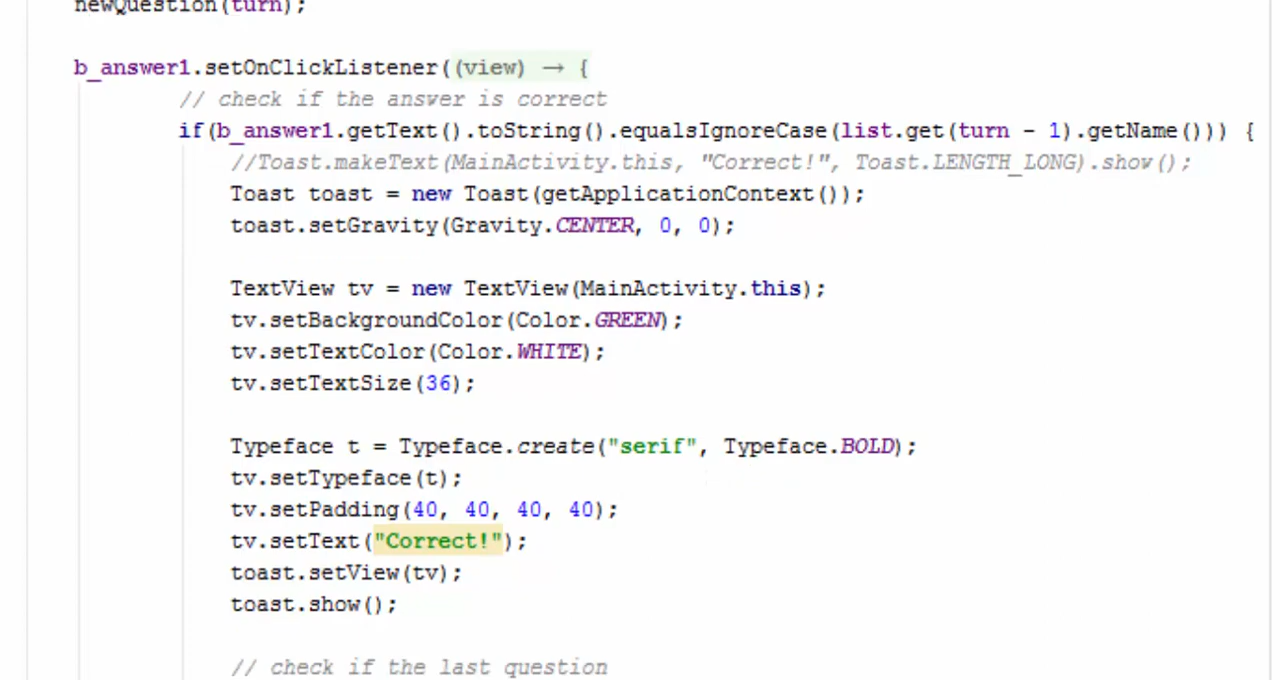 newQuestion(turn);
b_answer1.setOnClickListener((view) → {
// check if the answer is correct
if(b_answer1.getText().toString().equalsIgnoreCase(list.get(turn - 1).getName())) {
//Toast.makeText(MainActivity.this, "Correct!", Toast.LENGTH_LONG).show();
Toast toast = new Toast(getApplicationContext());
toast.setGravity(Gravity.CENTER, 0, 0);
TextView tv = new TextView(MainActivity.this);
tv.setBackgroundColor(Color.GREEN);
tv.setTextColor(Color.WHITE);
tv.setTextSize(36);
Typeface t = Typeface.create("serif", Typeface.BOLD);
tv.setTypeface(t);
tv.setPadding(40, 40, 40, 40);
tv.setText("Correct!");
toast.setView(tv);
toast.show();
// check if the last question